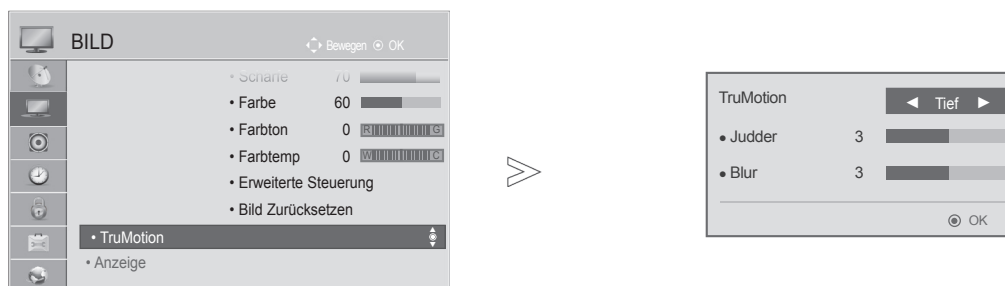 BILD
Bewegen ⊙ OK
• Schärfe 70
• Farbe 60
• Farbton 0 R G
• Farbtemp 0 W C
• Erweiterte Steuerung
• Bild Zurücksetzen
• TruMotion
• Anzeige
TruMotion ◀ Tief ▶
• Judder 3
• Blur 3
⊙ OK